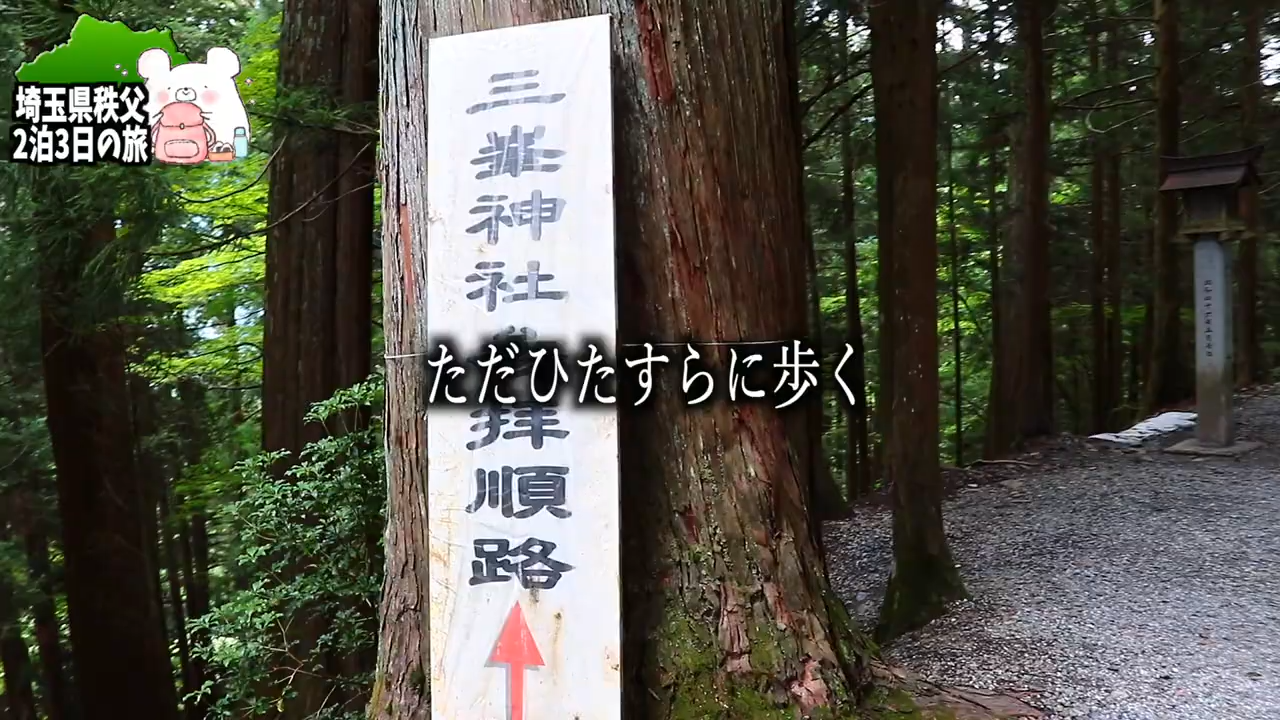 埼玉県秩父
2泊3日の旅
三峯神社参拝順路
ただひたすらに歩く